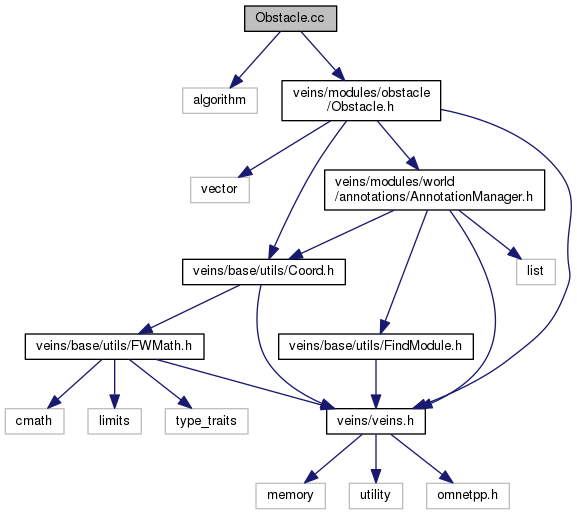 Obstacle.cc
algorithm
veins/modules/obstacle
/Obstacle.h
vector
veins/modules/world
/annotations/AnnotationManager.h
veins/base/utils/Coord.h
list
veins/base/utils/FWMath.h
veins/base/utils/FindModule.h
cmath
limits
type_traits
veins/veins.h
memory
utility
omnetpp.h